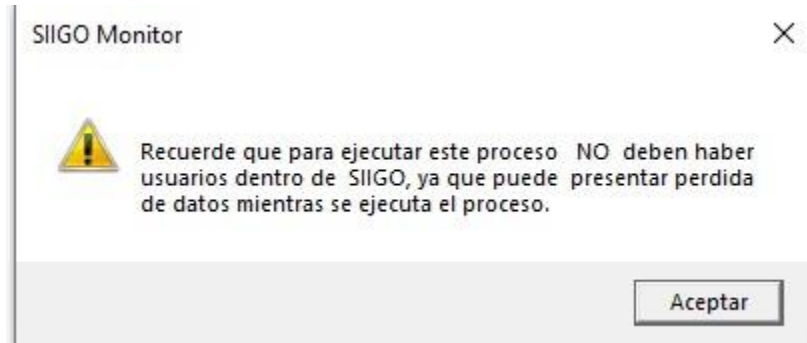 SIIGO Monitor
Recuerde que para ejecutar este proceso NO deben haber
usuarios dentro de SIIGO, ya que puede presentar perdida
de datos mientras se ejecuta el proceso.
Aceptar